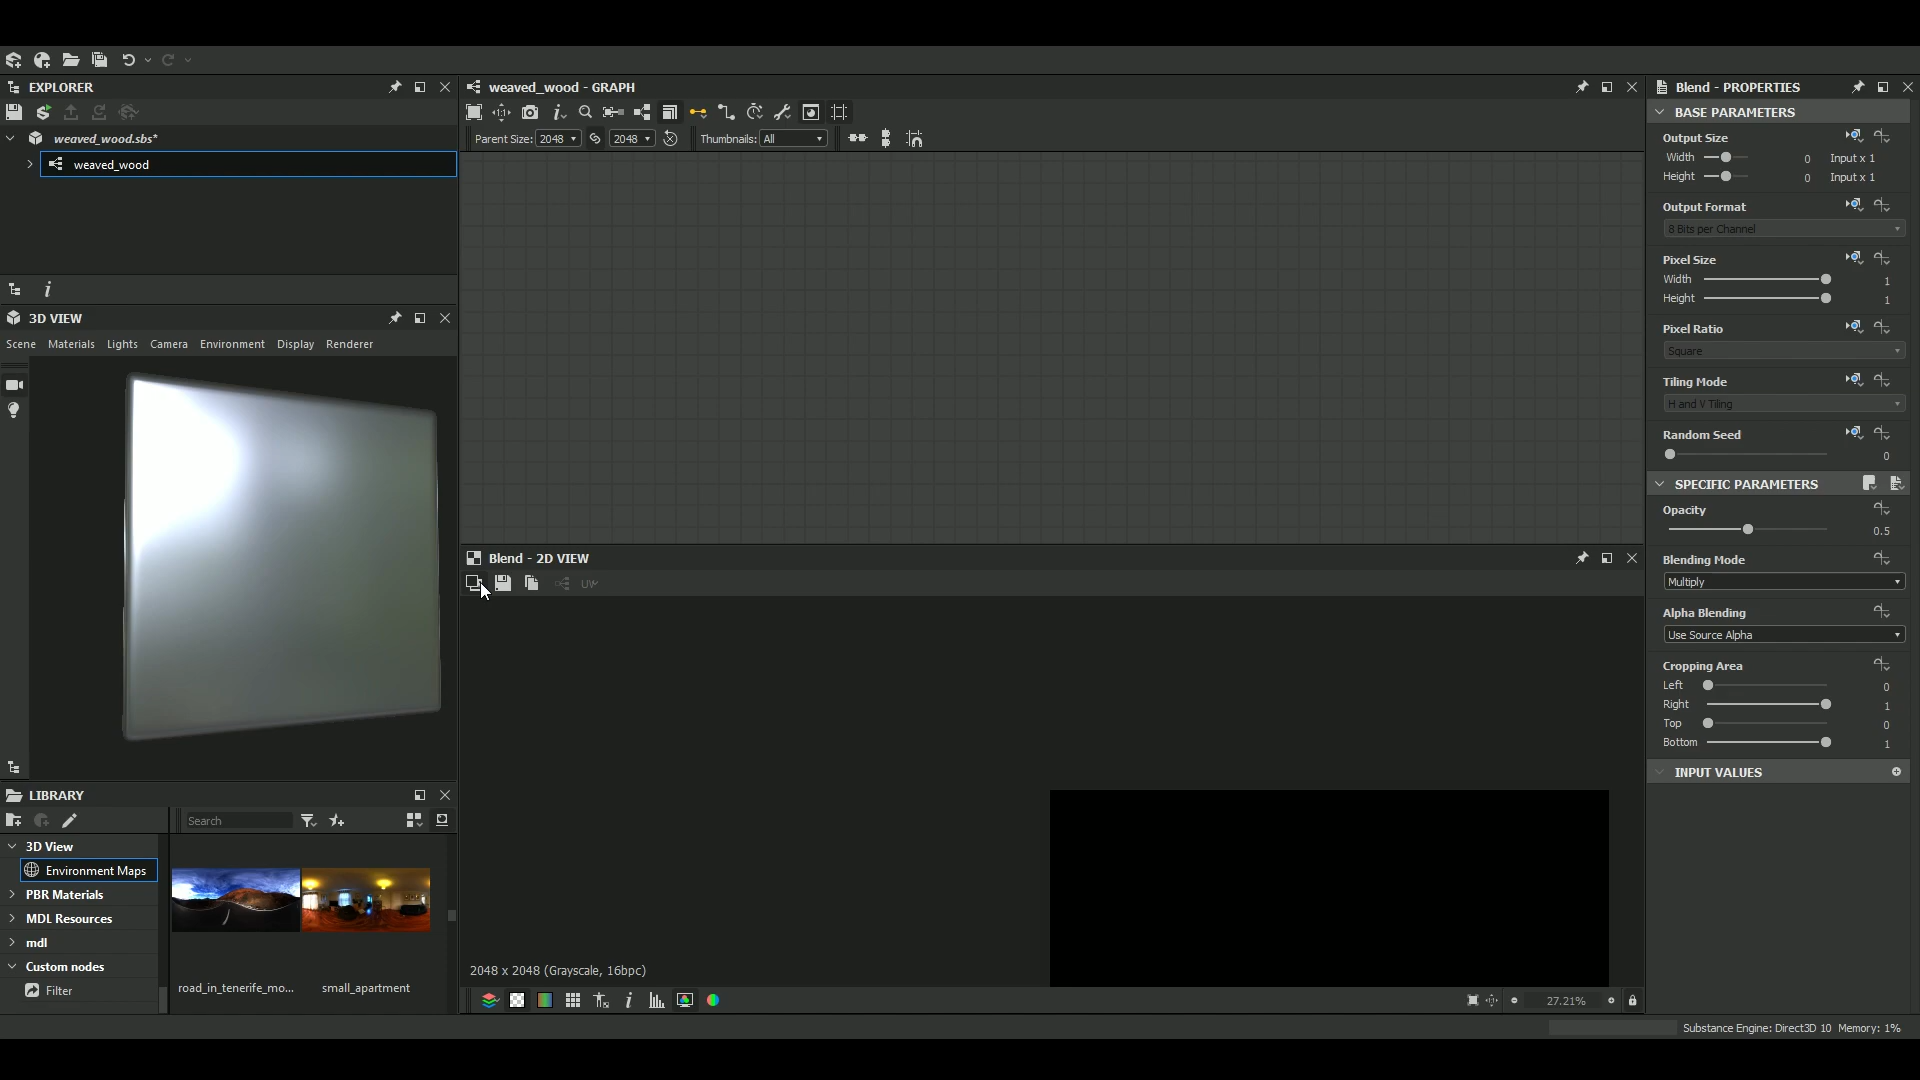 EXPLORER
weaved_wood.sbs*
weaved_wood
3D VIEW
Scene Materials Lights Camera Environment Display Renderer
LIBRARY
Search
3D View
Environment Maps
PBR Materials
MDL Resources
mdl
Custom nodes
Filter
road_in_tenerife_mo...
small_apartment
weaved_wood - GRAPH
Parent Size: 2048 2048 Thumbnails: All
Blend - 2D VIEW
UV
2048 x 2048 (Grayscale, 16bpc)
27.21%
Blend - PROPERTIES
BASE PARAMETERS
Output Size
Width 0 Input x 1
Height 0 Input x 1
Output Format
8 Bits per Channel
Pixel Size
Width 1
Height 1
Pixel Ratio
Square
Tiling Mode
H and V Tiling
Random Seed
0
SPECIFIC PARAMETERS
Opacity
0.5
Blending Mode
Multiply
Alpha Blending
Use Source Alpha
Cropping Area
Left 0
Right 1
Top 0
Bottom 1
INPUT VALUES
Substance Engine: Direct3D 10 Memory: 1%